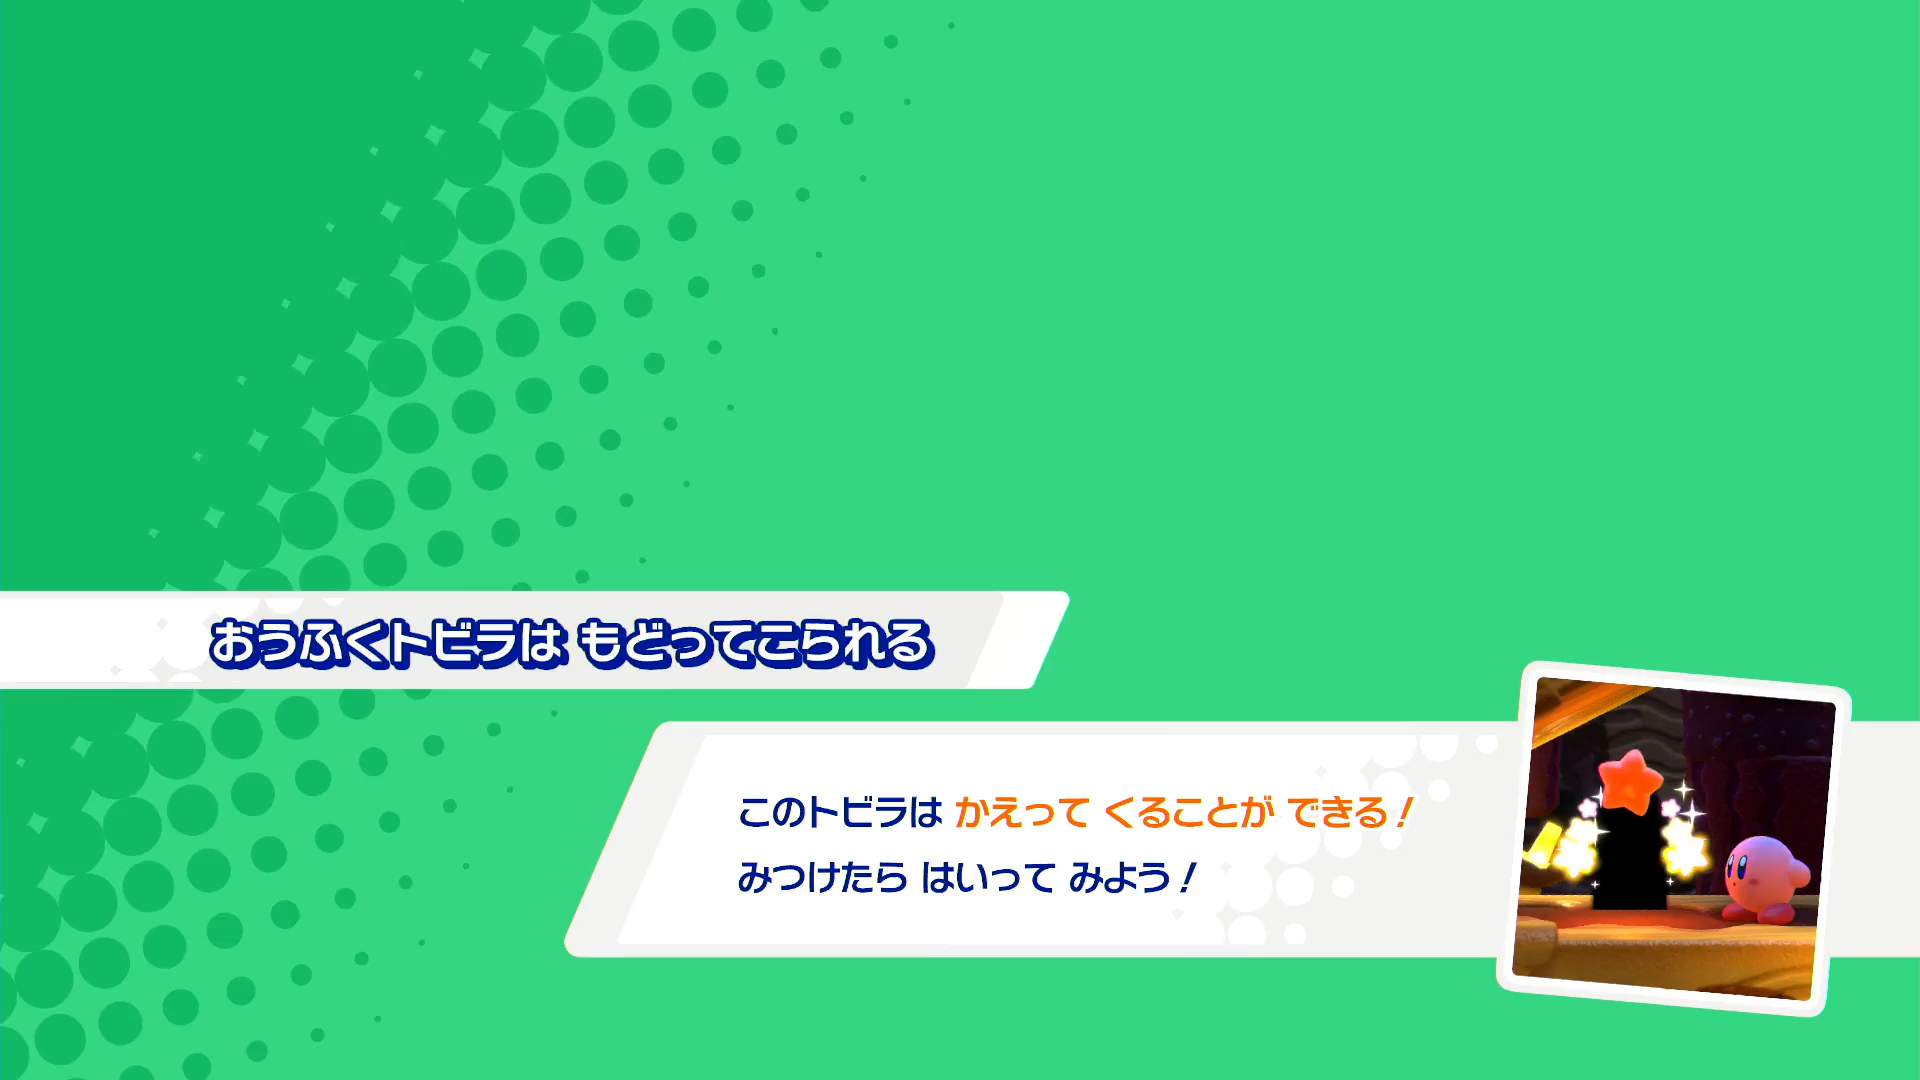 おうふくトビラは もどってこられる
このトビラは かえって くることが できる！
みつけたら はいって みよう！